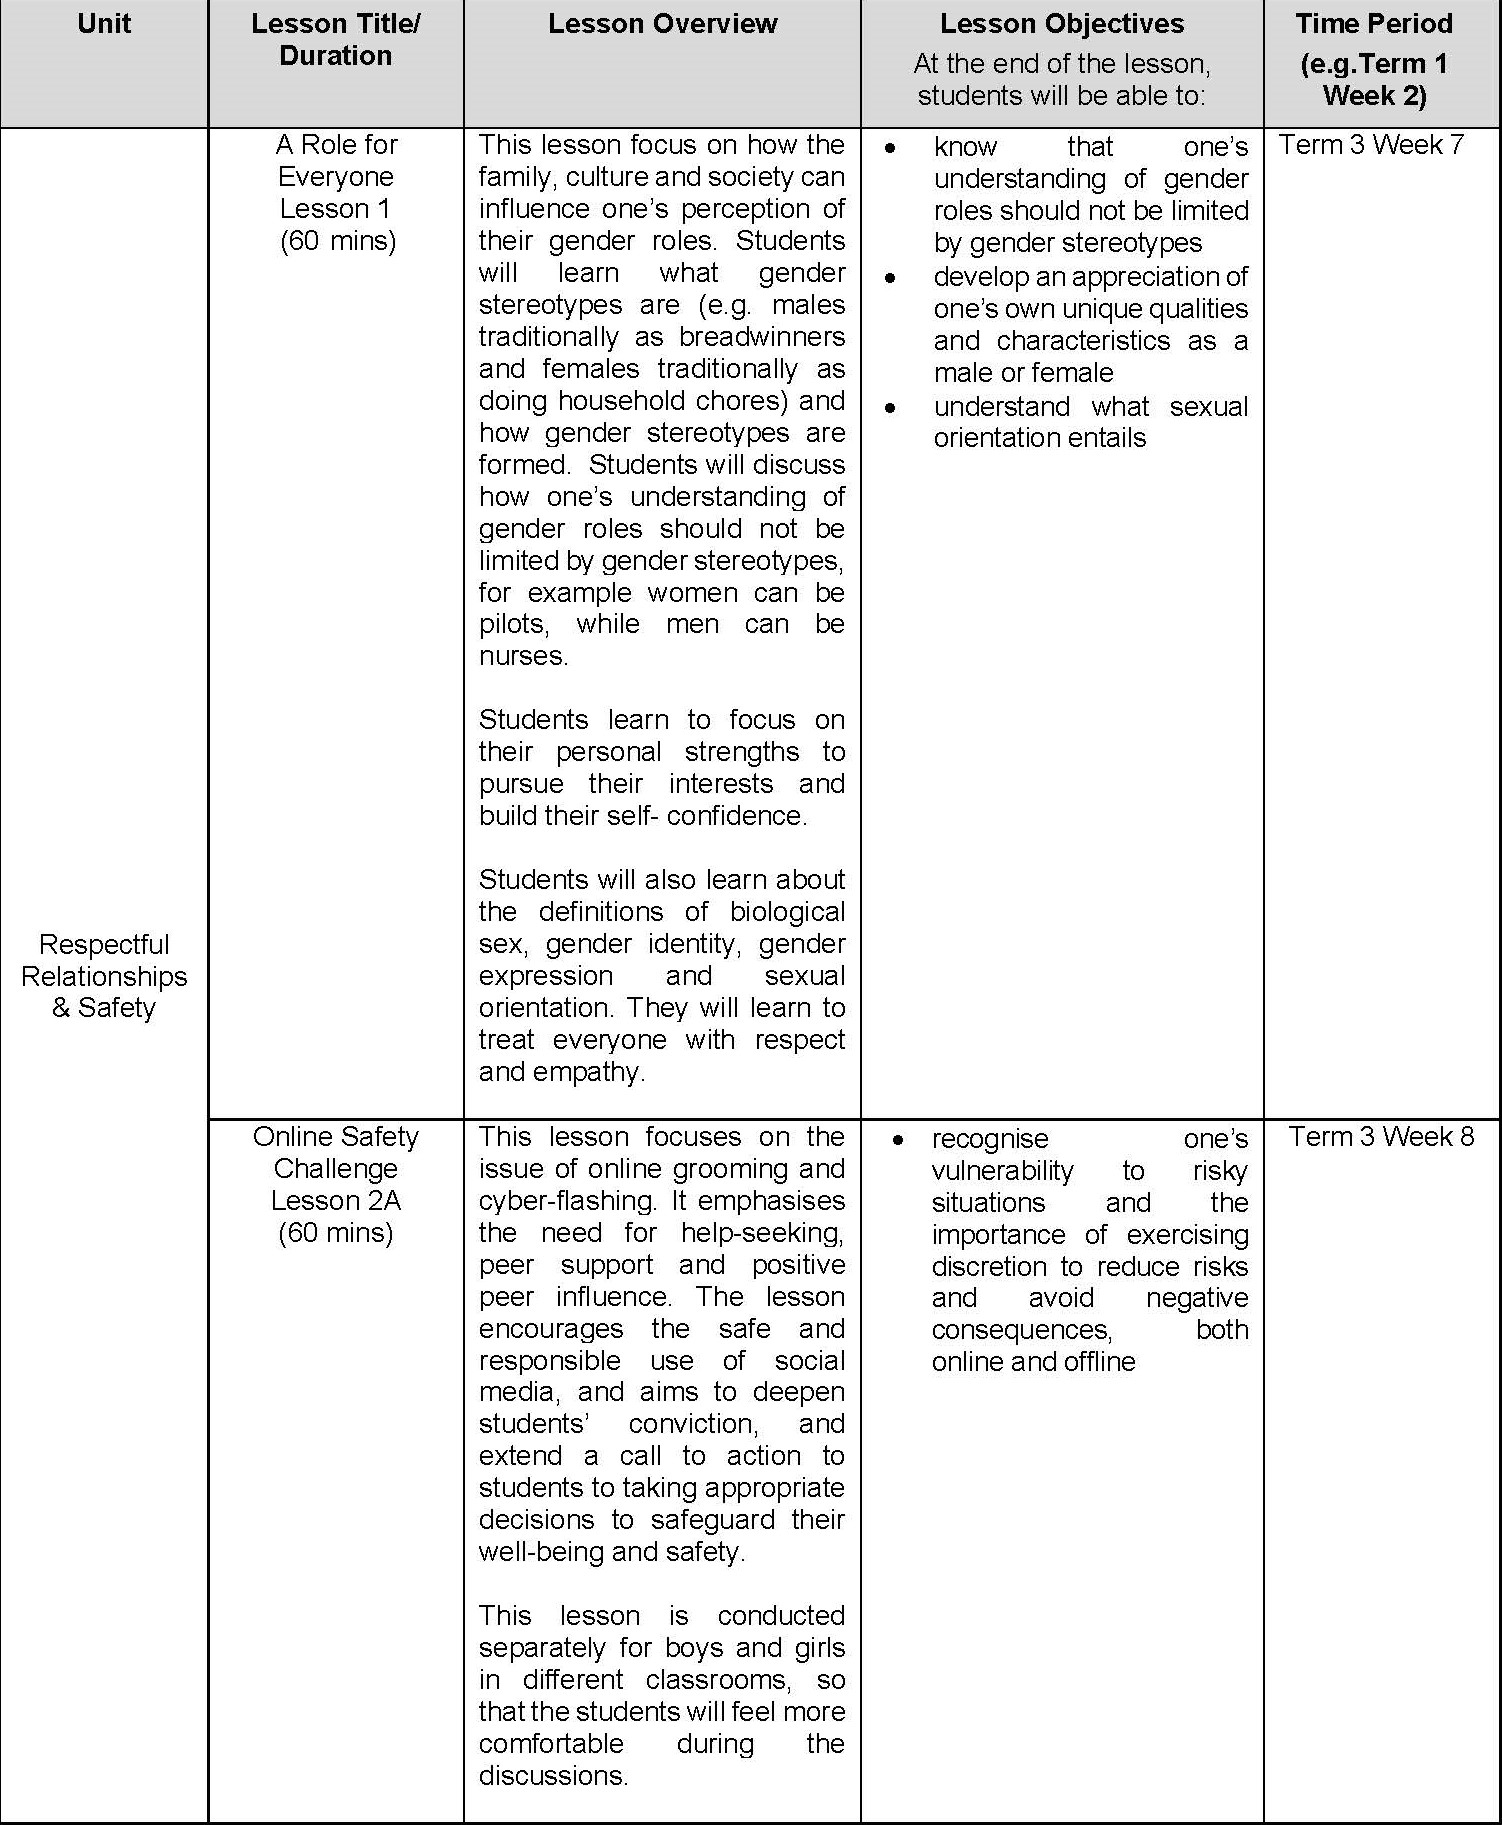 Unit
Lesson Title/
Duration
Lesson Overview
Lesson Objectives
At the end of the lesson,
students will be able to:
Time Period
(e.g.Term 1
Week 2)
Respectful
Relationships
& Safety
A Role for
Everyone
Lesson 1
(60 mins)
This lesson focus on how the
family, culture and society can
influence one’s perception of
their gender roles. Students
will learn what gender
stereotypes are (e.g. males
traditionally as breadwinners
and females traditionally as
doing household chores) and
how gender stereotypes are
formed. Students will discuss
how one’s understanding of
gender roles should not be
limited by gender stereotypes,
for example women can be
pilots, while men can be
nurses.
Students learn to focus on
their personal strengths to
pursue their interests and
build their self- confidence.
Students will also learn about
the definitions of biological
sex, gender identity, gender
expression and sexual
orientation. They will learn to
treat everyone with respect
and empathy.
• know that one’s
understanding of gender
roles should not be limited
by gender stereotypes
• develop an appreciation of
one’s own unique qualities
and characteristics as a
male or female
• understand what sexual
orientation entails
Term 3 Week 7
Online Safety
Challenge
Lesson 2A
(60 mins)
This lesson focuses on the
issue of online grooming and
cyber-flashing. It emphasises
the need for help-seeking,
peer support and positive
peer influence. The lesson
encourages the safe and
responsible use of social
media, and aims to deepen
students’ conviction, and
extend a call to action to
students to taking appropriate
decisions to safeguard their
well-being and safety.
This lesson is conducted
separately for boys and girls
in different classrooms, so
that the students will feel more
comfortable during the
discussions.
• recognise one’s
vulnerability to risky
situations and the
importance of exercising
discretion to reduce risks
and avoid negative
consequences, both
online and offline
Term 3 Week 8